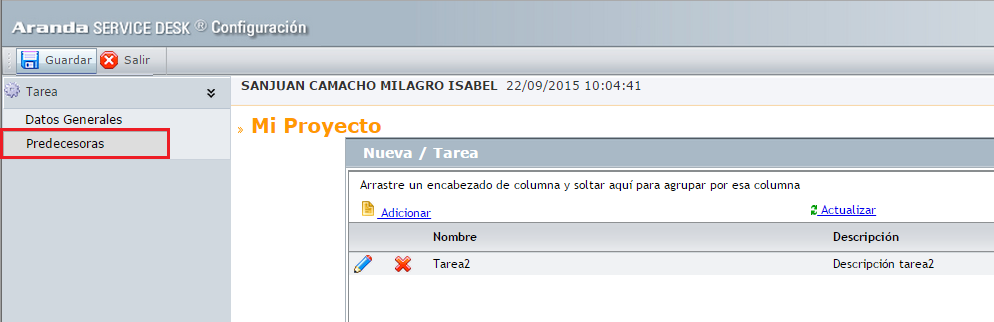 Aranda SERVICE DESK ® Configuración
Guardar Salir
Tarea
Datos Generales
Predecesoras
SANJUAN CAMACHO MILAGRO ISABEL 22/09/2015 10:04:41
» Mi Proyecto
Nueva / Tarea
Arrastre un encabezado de columna y soltar aquí para agrupar por esa columna
Adicionar Actualizar
Nombre Descripción
Tarea2 Descripción tarea2